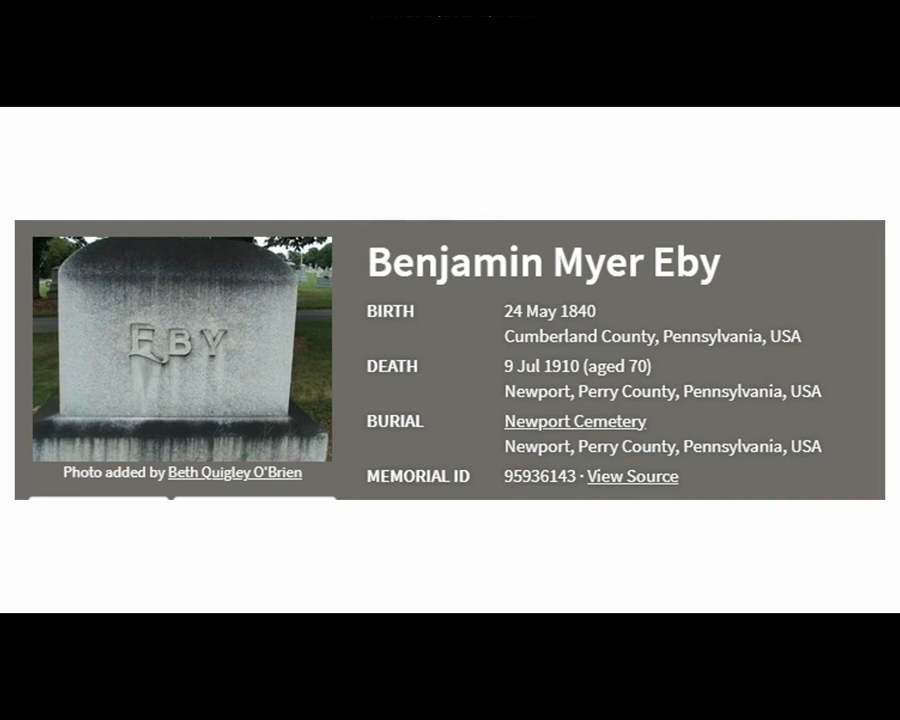 Benjamin Myer Eby
BIRTH 24 May 1840
Cumberland County, Pennsylvania, USA
DEATH 9 Jul 1910 (aged 70)
Newport, Perry County, Pennsylvania, USA
BURIAL Newport Cemetery
Newport, Perry County, Pennsylvania, USA
MEMORIAL ID 95936143 · View Source
EBY
Photo added by Beth Quigley O'Brien